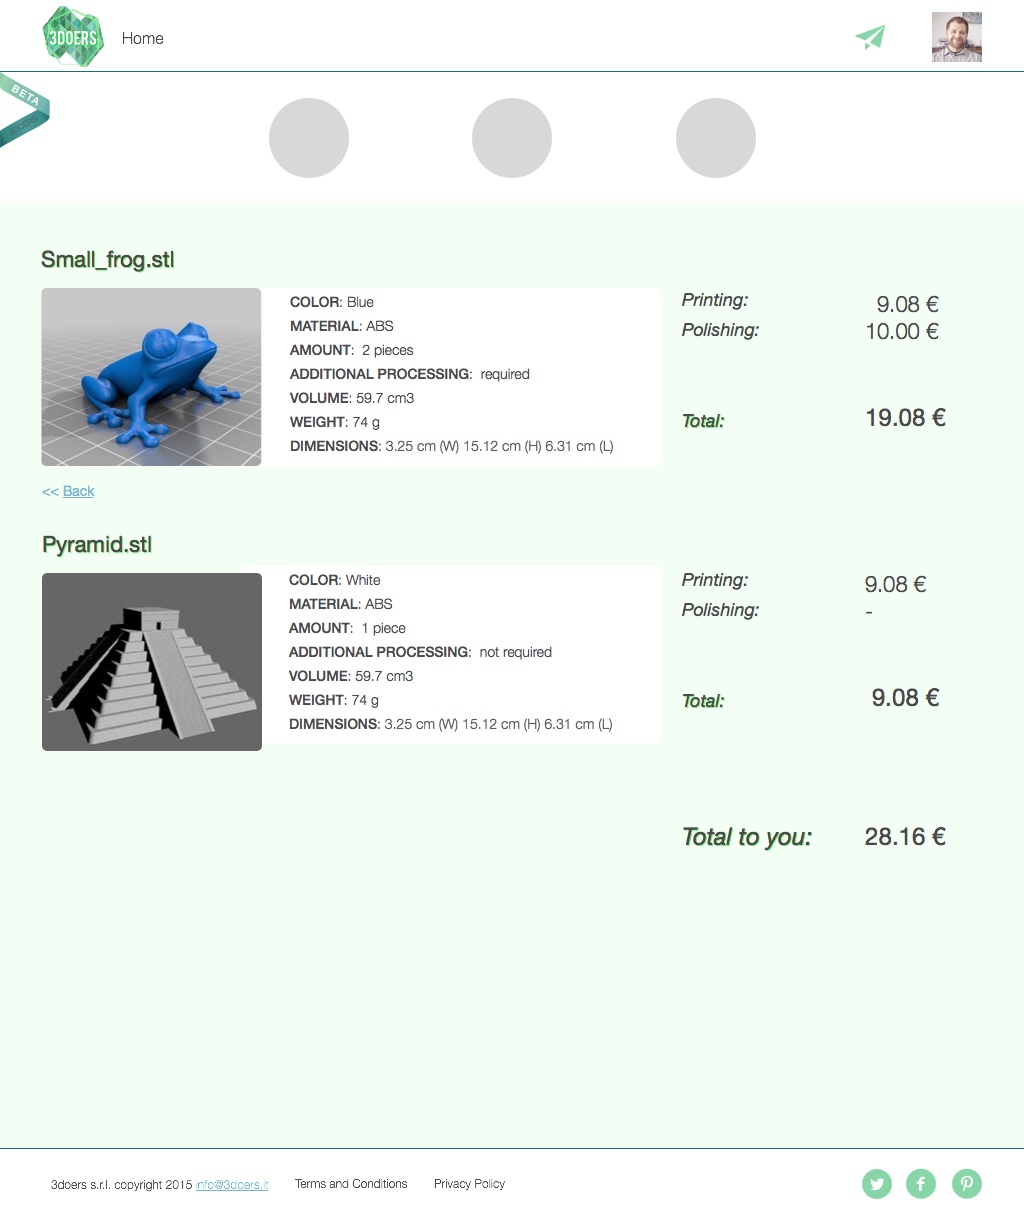 3DOERS
Home
BETA
3DOERS
Small_frog.stl
COLOR: Blue
MATERIAL: ABS
AMOUNT: 2 pieces
ADDITIONAL PROCESSING: required
VOLUME: 59.7 cm3
WEIGHT: 74 g
DIMENSIONS: 3.25 cm (W) 15.12 cm (H) 6.31 cm (L)
Printing: 9.08 €
Polishing: 10.00 €
Total: 19.08 €
<< Back
Pyramid.stl
COLOR: White
MATERIAL: ABS
AMOUNT: 1 piece
ADDITIONAL PROCESSING: not required
VOLUME: 59.7 cm3
WEIGHT: 74 g
DIMENSIONS: 3.25 cm (W) 15.12 cm (H) 6.31 cm (L)
Printing: 9.08 €
Polishing: -
Total: 9.08 €
Total to you: 28.16 €
3doers s.r.l. copyright 2015 info@3doers.it Terms and Conditions Privacy Policy